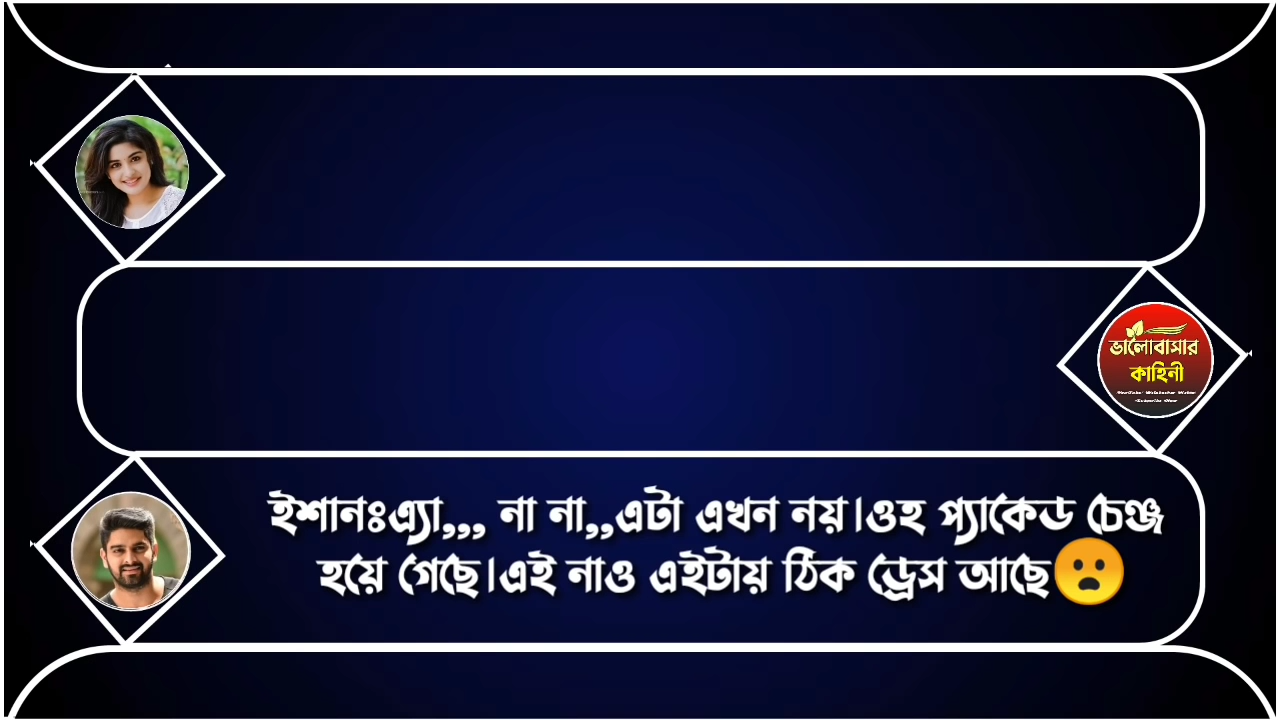 ভালোবাসার
কাহিনী
ইশানঃএ্যা,,, না না,,এটা এখন নয়।ওহ প্যাকেড চেঞ্জ
হয়ে গেছে।এই নাও এইটায় ঠিক ড্রেস আছে😮